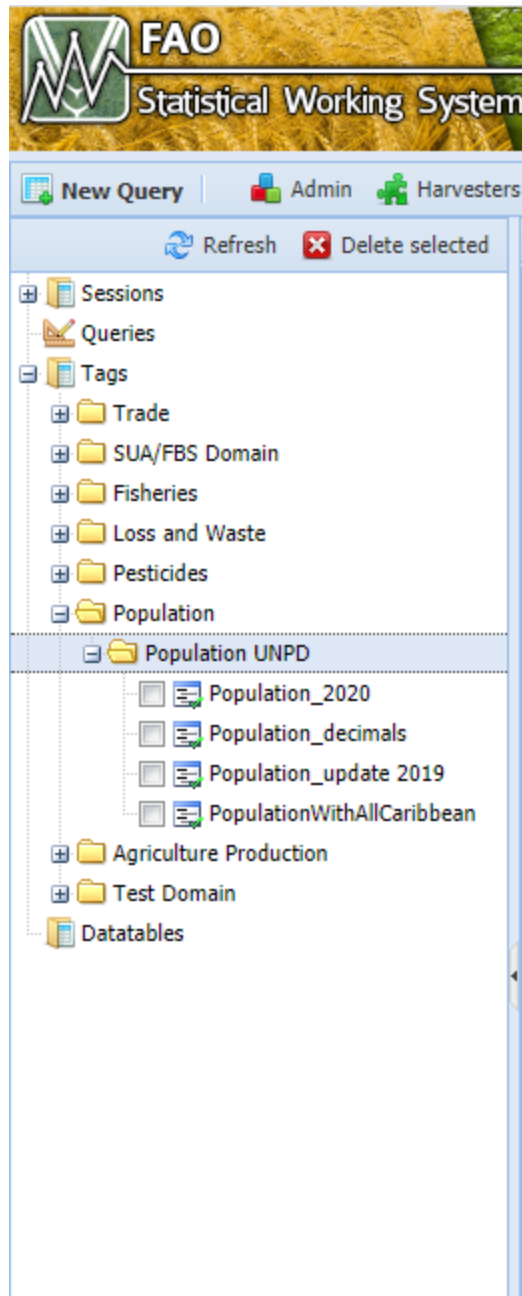 FAO
Statistical Working System
New Query Admin Harvesters
Refresh Delete selected
Sessions
Queries
Tags
Trade
SUA/FBS Domain
Fisheries
Loss and Waste
Pesticides
Population
Population UNPD
Population_2020
Population_decimals
Population_update 2019
PopulationWithAllCaribbean
Agriculture Production
Test Domain
Datatables